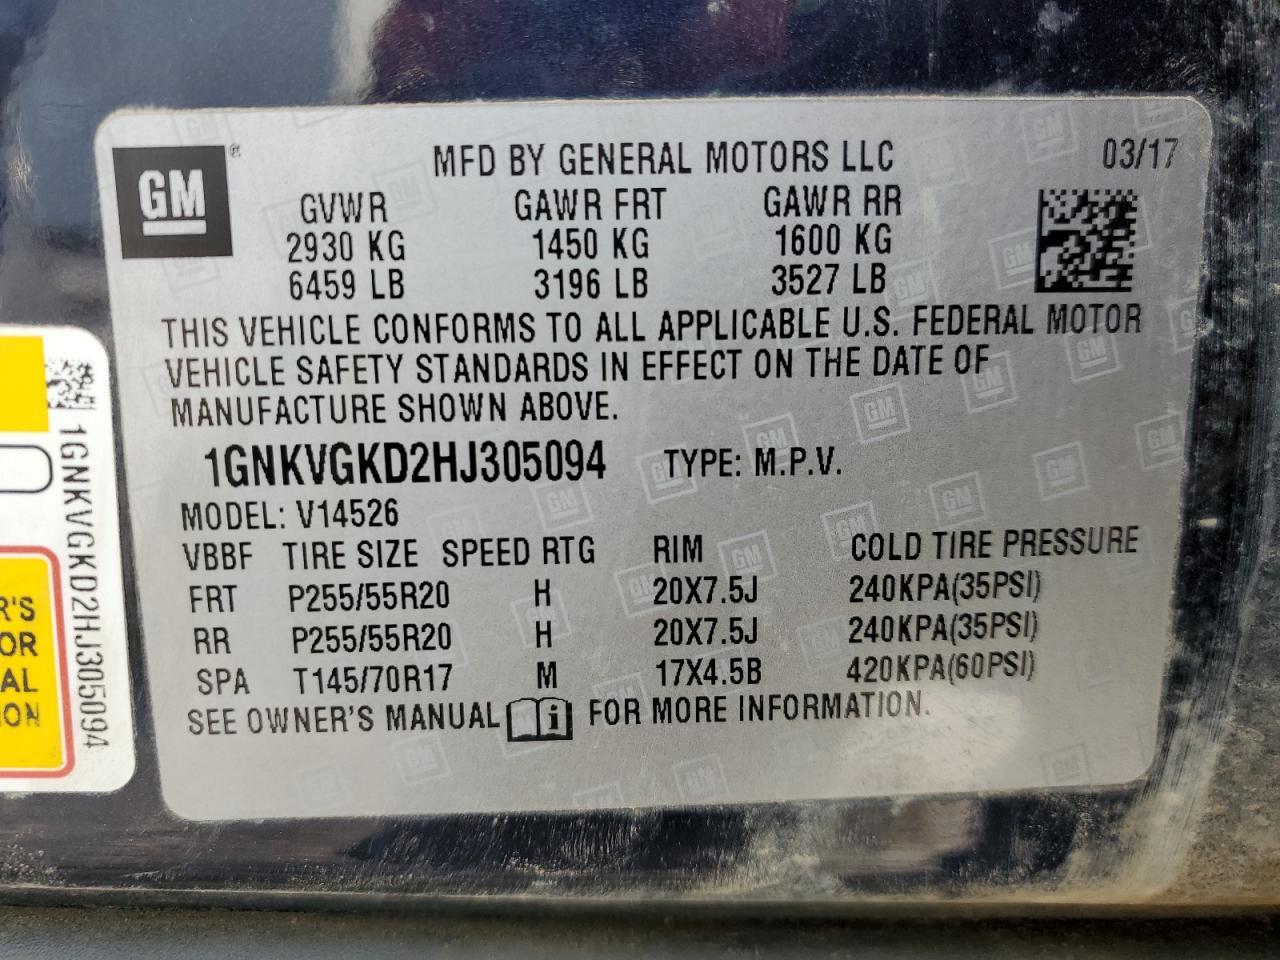 GM ®
MFD BY GENERAL MOTORS LLC 03/17
GVWR GAWR FRT GAWR RR
2930 KG 1450 KG 1600 KG
6459 LB 3196 LB 3527 LB
THIS VEHICLE CONFORMS TO ALL APPLICABLE U.S. FEDERAL MOTOR
VEHICLE SAFETY STANDARDS IN EFFECT ON THE DATE OF
MANUFACTURE SHOWN ABOVE.
1GNKVGKD2HJ305094 TYPE: M.P.V.
MODEL: V14526
VBBF TIRE SIZE SPEED RTG RIM COLD TIRE PRESSURE
FRT P255/55R20 H 20X7.5J 240KPA(35PSI)
RR P255/55R20 H 20X7.5J 240KPA(35PSI)
SPA T145/70R17 M 17X4.5B 420KPA(60PSI)
SEE OWNER'S MANUAL i FOR MORE INFORMATION.
1GNKVGKD2HJ305094
R'S
OR
AL
ION